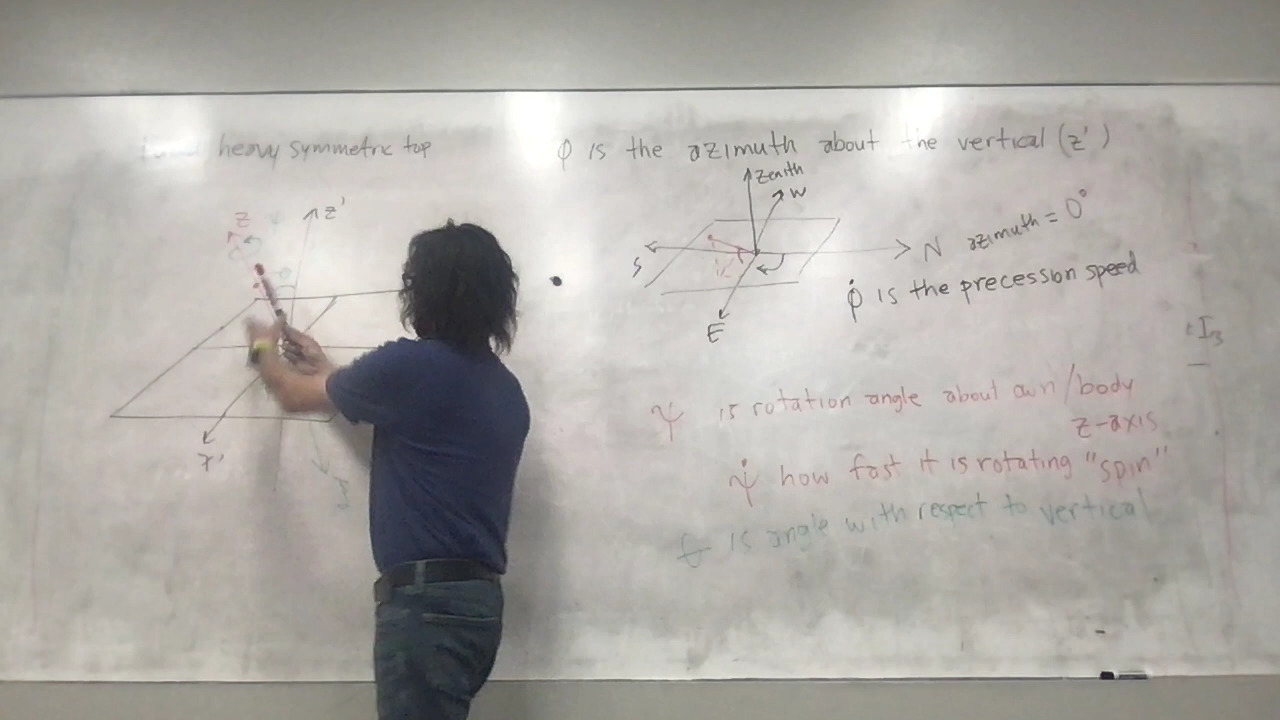 heavy symmetric top
φ is the azimuth about the vertical (z')
z
z'
x'
Zenith
W
S
N azimuth = 0°
E
φ̇ is the precession speed
I₃
ψ is rotation angle about own/body
z-axis
ψ̇ how fast it is rotating "spin"
is angle with respect to vertical